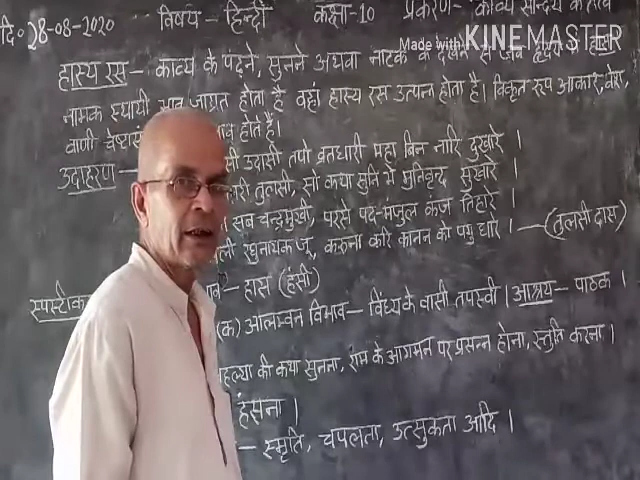 दि० 28-08-2020 विषय - हिन्दी कक्षा-10 प्रकरण- काव्य सौन्दर्य के तत्व
Made with KINEMASTER
हास्य रस - काव्य के पढ़ने, सुनने अथवा नाटक के देखने से जब हृदय में हास
नामक स्थायी भाव जाग्रत होता है वहां हास्य रस उत्पन्न होता है। विकृत रूप आकार, वेश,
वाणी होते हैं।
उदाहरण - उदासी तपो व्रतधारी महा बिन नारि दुखारे ।
तुलसी, सो कथा सुनि भे मुनिवृन्द सुखारे ।
सब चन्द्रमुखी, परसे पद-मंजुल कंज तिहारे ।
रघुनायक जू, करुना करि कानन को पगु धारे । - (तुलसी दास)
- हास (हंसी)
(क) आलम्बन विभाव - विंध्य के वासी तपस्वी । आश्रय - पाठक ।
की कथा सुनना, राम के आगमन पर प्रसन्न होना, स्तुति करना ।
हंसना ।
- स्मृति, चपलता, उत्सुकता आदि ।